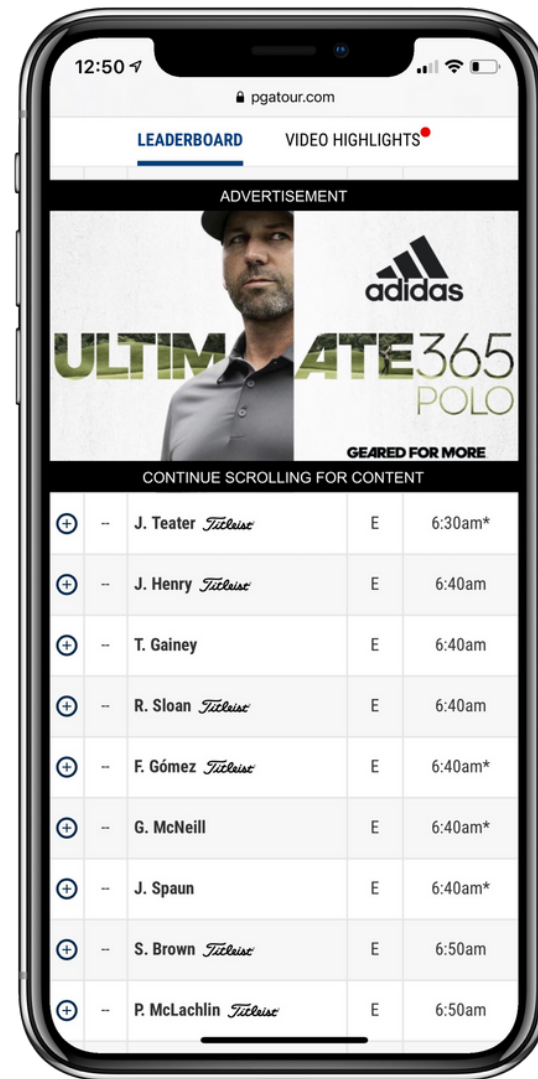 12:50
pgatour.com
LEADERBOARD VIDEO HIGHLIGHTS
ADVERTISEMENT
adidas
ULTIMATE365
POLO
GEARED FOR MORE
CONTINUE SCROLLING FOR CONTENT
-- J. Teater Titleist E 6:30am*
-- J. Henry Titleist E 6:40am
-- T. Gainey E 6:40am
-- R. Sloan Titleist E 6:40am
-- F. Gómez Titleist E 6:40am*
-- G. McNeill E 6:40am*
-- J. Spaun E 6:40am*
-- S. Brown Titleist E 6:50am
-- P. McLachlin Titleist E 6:50am